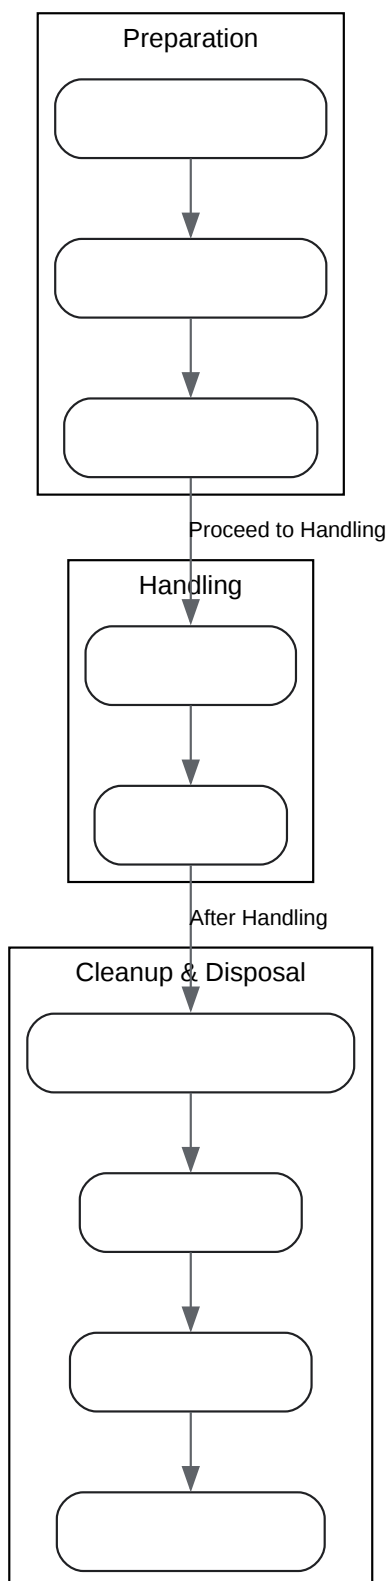 Preparation
Proceed to Handling
Handling
After Handling
Cleanup & Disposal